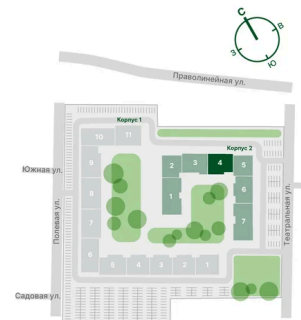 С
В
З
Ю
Праволинейная ул.
Корпус 1
10 11
Корпус 2
2 3 4 5
9
Южная ул.
8
1
6
7
7
Полевая ул.
Театральная ул.
6
5 4 3 2 1
Садовая ул.